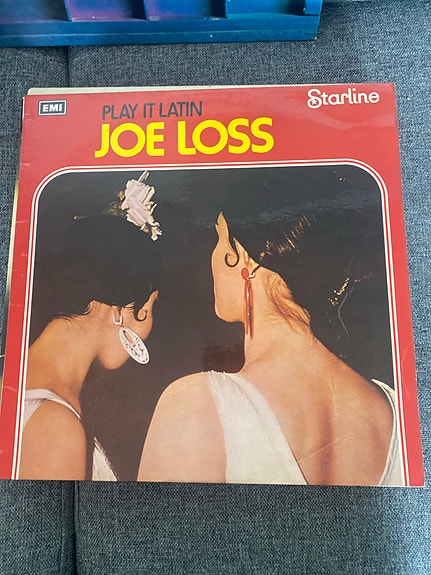 EMI
PLAY IT LATIN
JOE LOSS
Starline